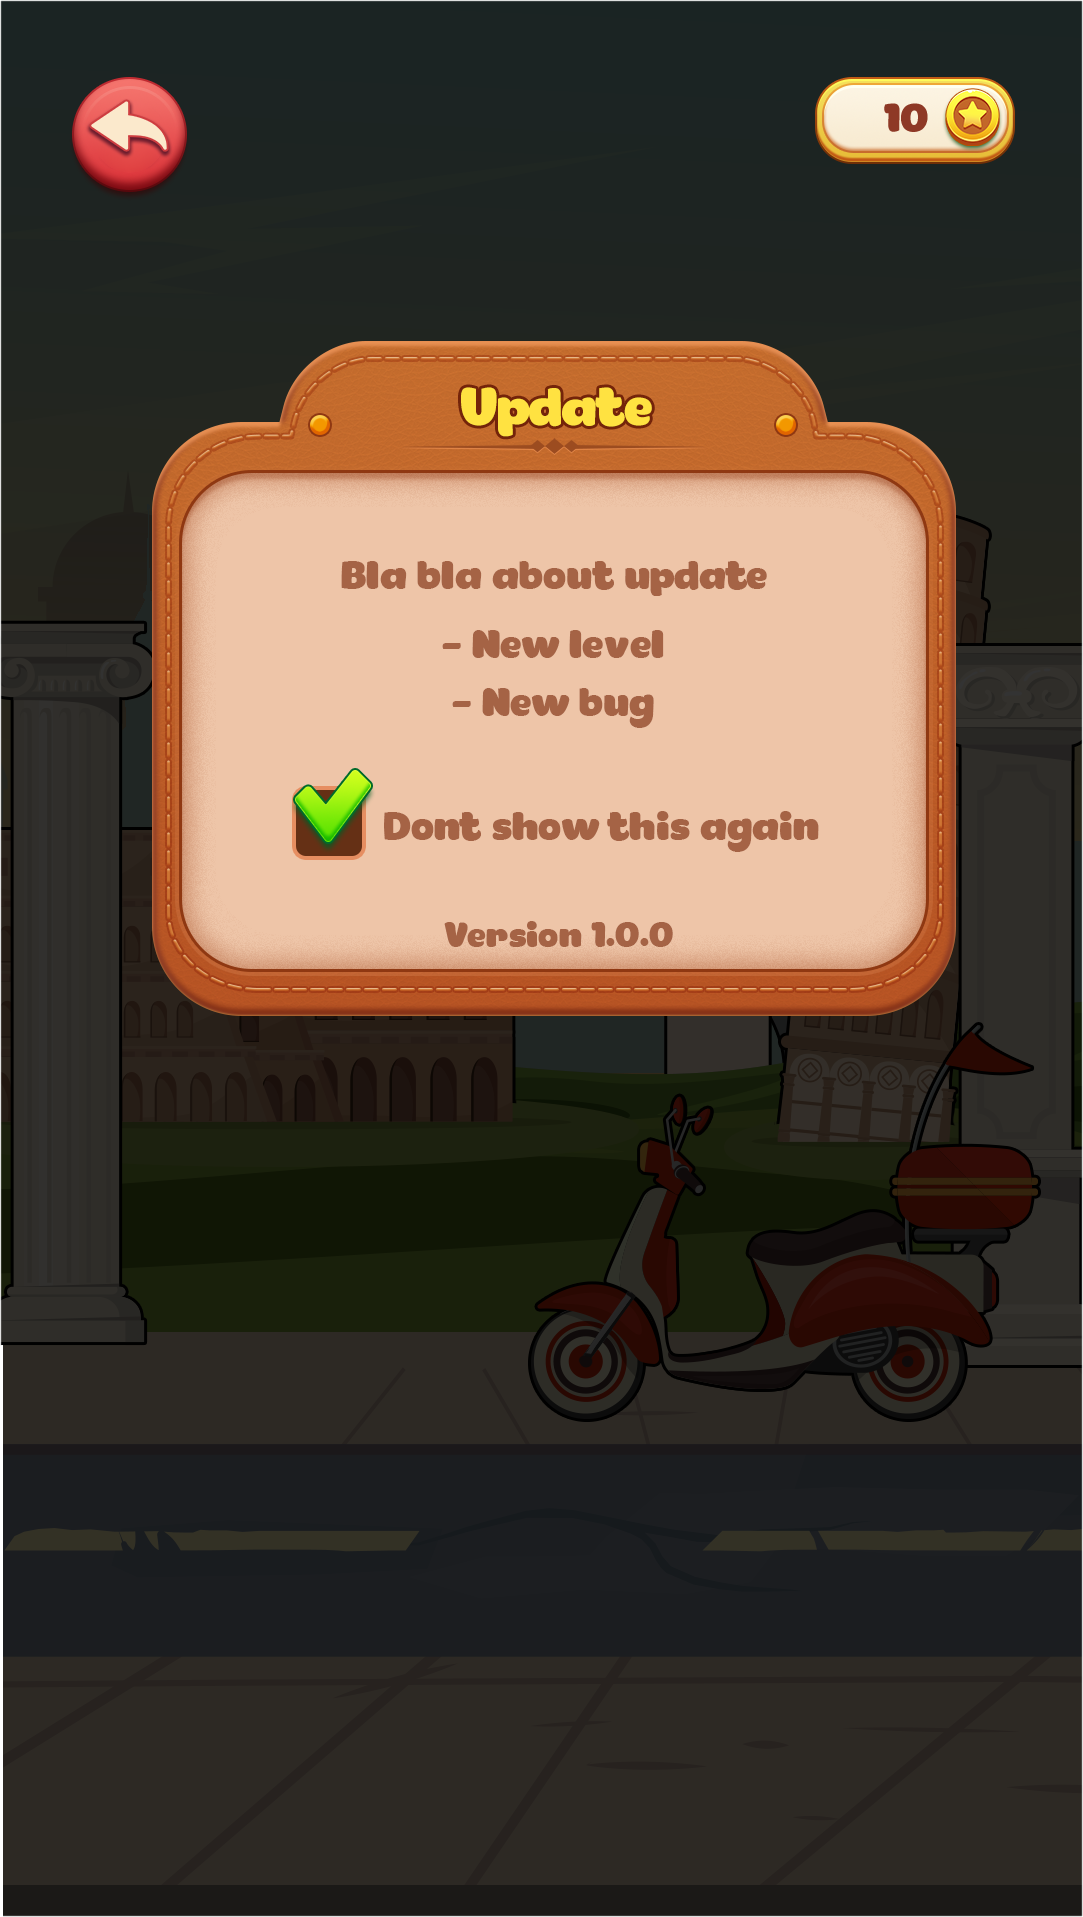 10
Update
Bla bla about update
- New level
- New bug
Dont show this again
Version 1.0.0